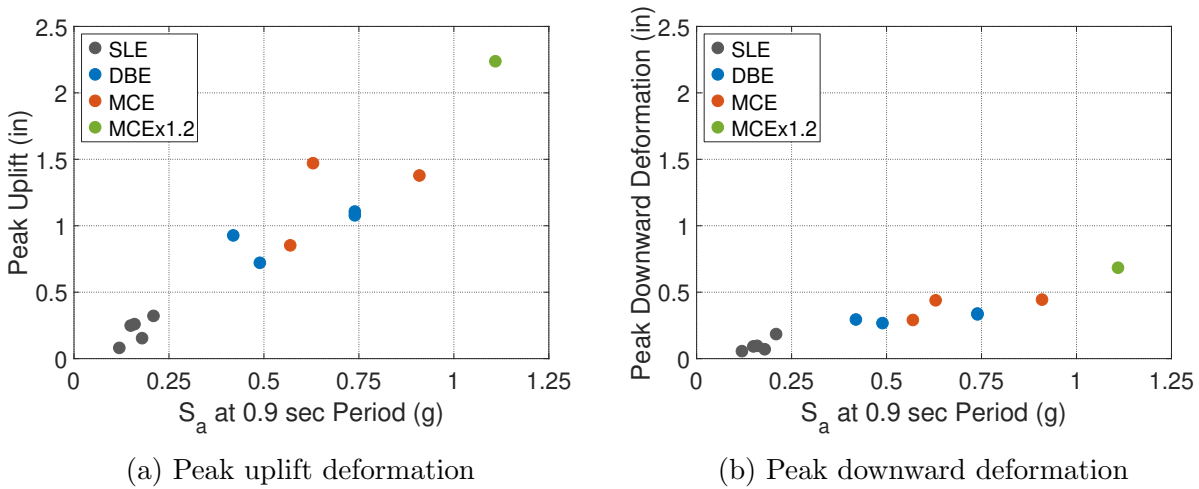 Peak Uplift (in)
2.5
2
1.5
1
0.5
0
SLE
DBE
MCE
MCEx1.2
0 0.25 0.5 0.75 1 1.25
S_a at 0.9 sec Period (g)
(a) Peak uplift deformation
Peak Downward Deformation (in)
2.5
2
1.5
1
0.5
0
SLE
DBE
MCE
MCEx1.2
0 0.25 0.5 0.75 1 1.25
S_a at 0.9 sec Period (g)
(b) Peak downward deformation